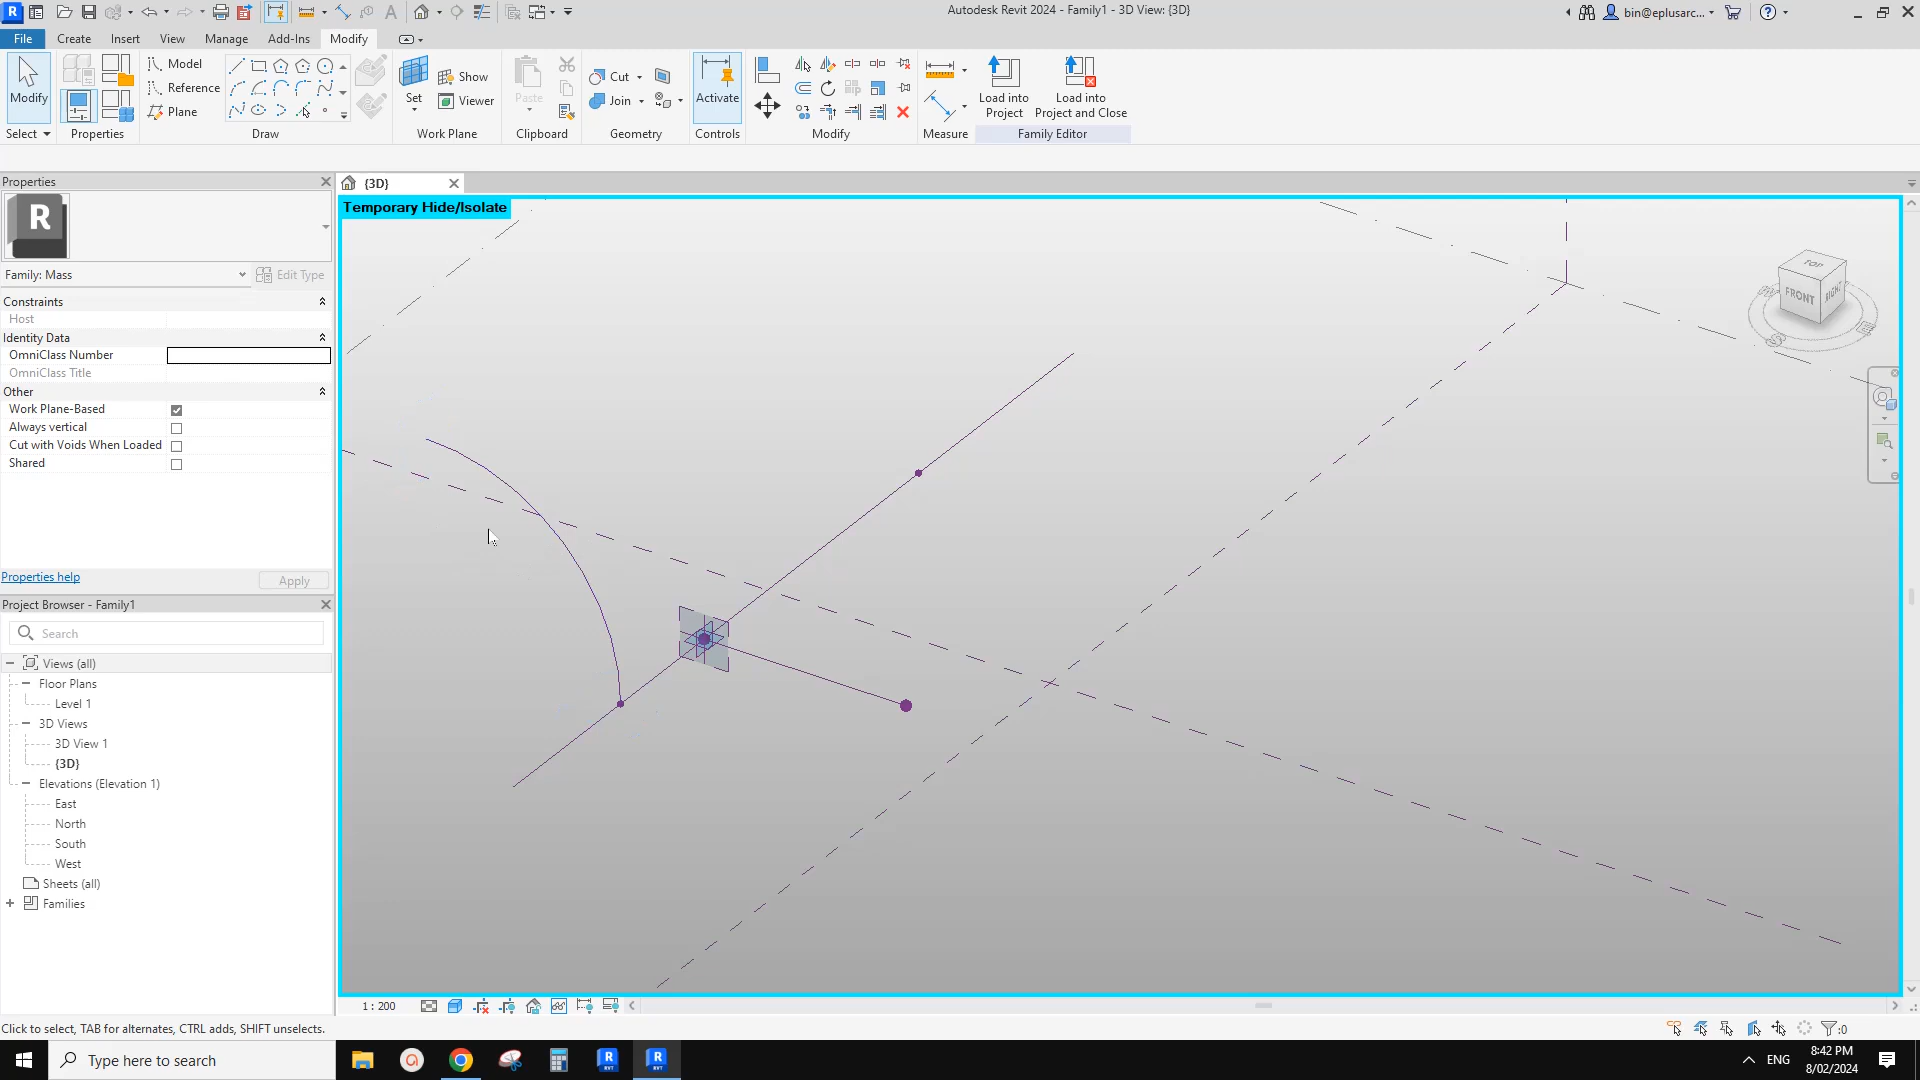 Autodesk Revit 2024 - Family1 - 3D View: {3D}
bin@eplusarc...
File Create Insert View Manage Add-Ins Modify
Modify
Select
Properties
Model
Reference
Plane
Draw
Set
Show
Viewer
Work Plane
Paste
Clipboard
Cut
Join
Geometry
Activate
Controls
Modify
Measure
Load into
Project
Load into
Project and Close
Family Editor
Properties
{3D}
R
Temporary Hide/Isolate
Family: Mass
Edit Type
Constraints
Host
Identity Data
OmniClass Number
OmniClass Title
Other
Work Plane-Based
Always vertical
Cut with Voids When Loaded
Shared
TOP
FRONT
RIGHT
S
E
Properties help
Apply
Project Browser - Family1
Search
Views (all)
Floor Plans
Level 1
3D Views
3D View 1
{3D}
Elevations (Elevation 1)
East
North
South
West
Sheets (all)
Families
1 : 200
Click to select, TAB for alternates, CTRL adds, SHIFT unselects.
:0
Type here to search
ENG
8:42 PM
8/02/2024